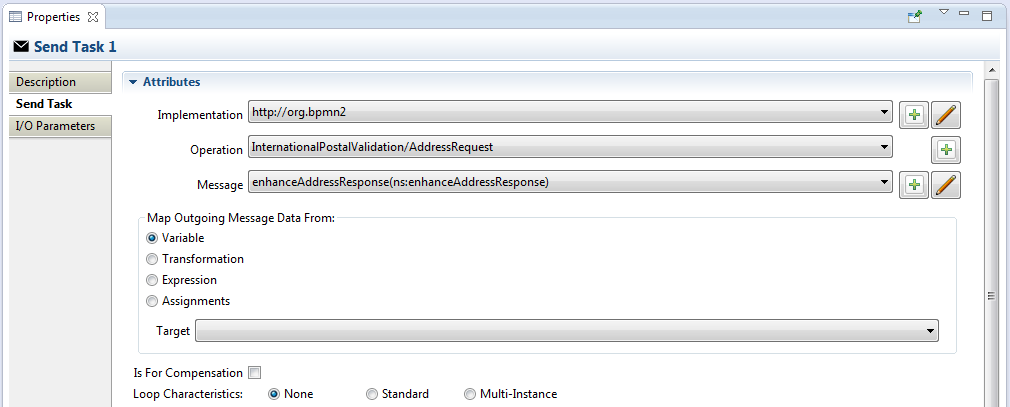 Properties
Send Task 1
Description
Send Task
I/O Parameters
Attributes
Implementation http://org.bpmn2
Operation InternationalPostalValidation/AddressRequest
Message enhanceAddressResponse(ns:enhanceAddressResponse)
Map Outgoing Message Data From:
Variable
Transformation
Expression
Assignments
Target
Is For Compensation
Loop Characteristics: None Standard Multi-Instance